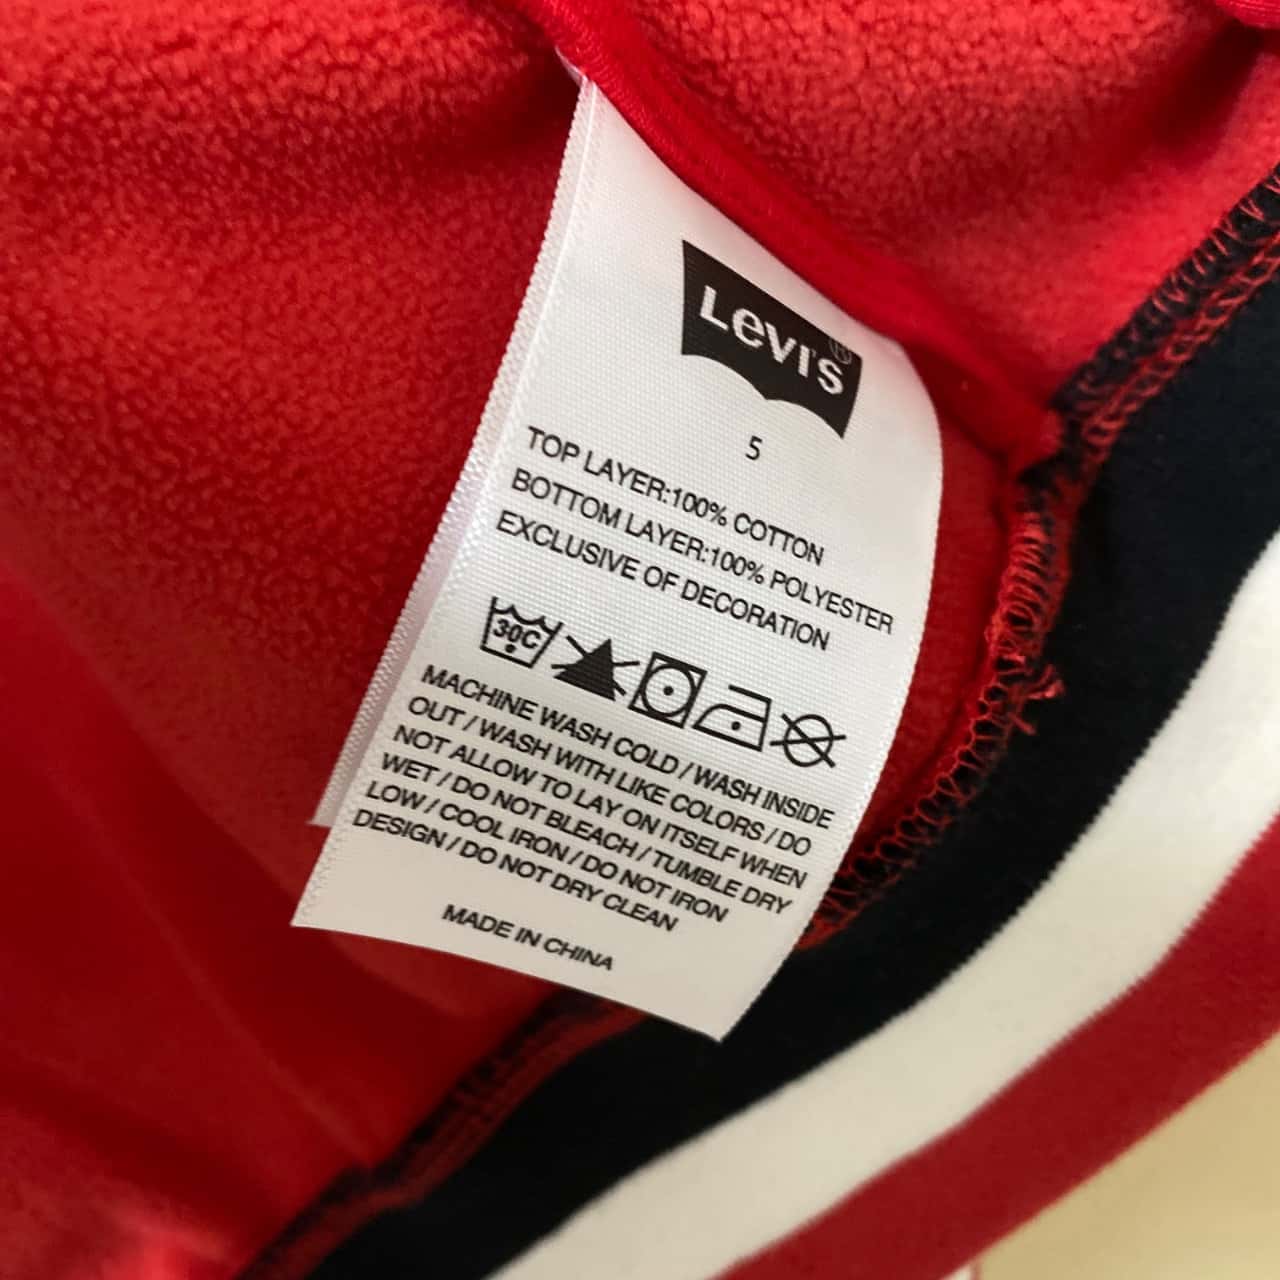 Levi's®
5
TOP LAYER:100% COTTON
BOTTOM LAYER:100% POLYESTER
EXCLUSIVE OF DECORATION
30C
MACHINE WASH COLD / WASH INSIDE
OUT / WASH WITH LIKE COLORS / DO
NOT ALLOW TO LAY ON ITSELF WHEN
WET / DO NOT BLEACH / TUMBLE DRY
LOW / COOL IRON / DO NOT IRON
DESIGN / DO NOT DRY CLEAN
MADE IN CHINA